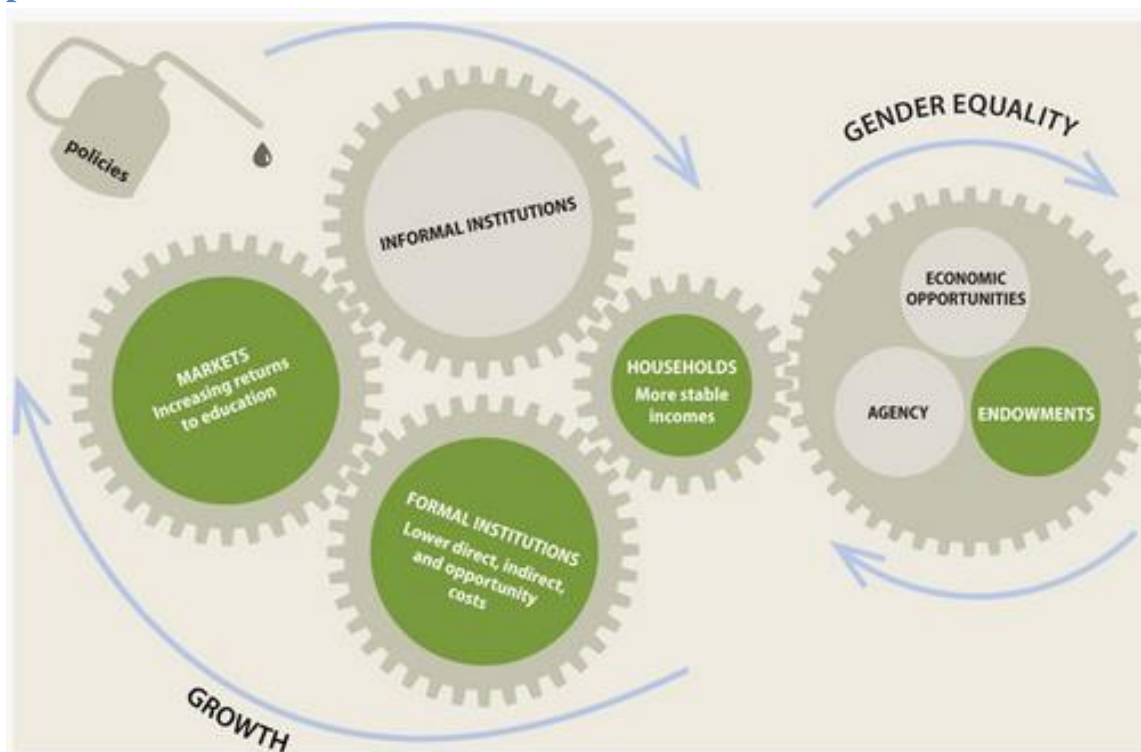 policies
GENDER EQUALITY
INFORMAL INSTITUTIONS
ECONOMIC
OPPORTUNITIES
MARKETS
Increasing returns
to education
HOUSEHOLDS
More stable
incomes
AGENCY
ENDOWMENTS
FORMAL INSTITUTIONS
Lower direct, indirect,
and opportunity
costs
GROWTH